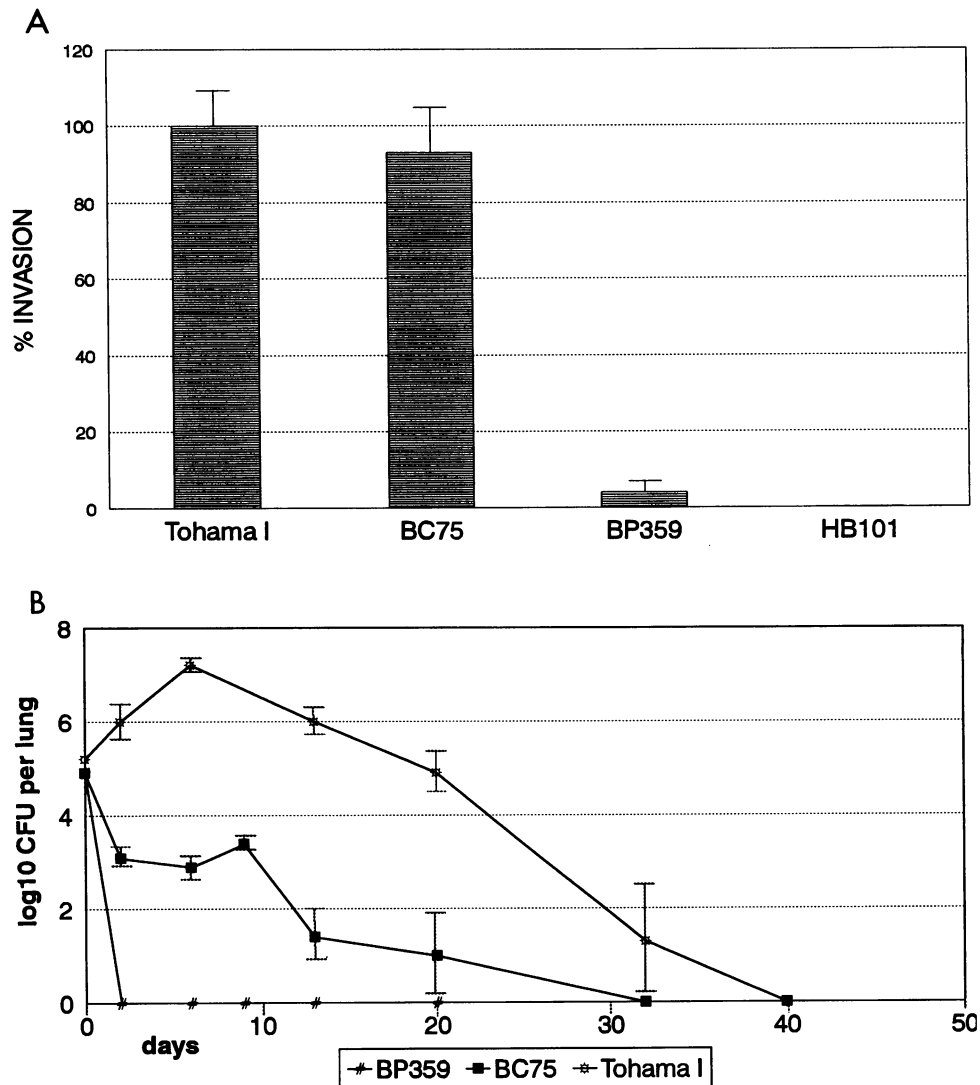 A
120
100
80
60
40
20
0
% INVASION
Tohama I BC75 BP359 HB101
B
8
6
4
2
0
log10 CFU per lung
0 10 20 30 40 50
days
BP359 BC75 Tohama I